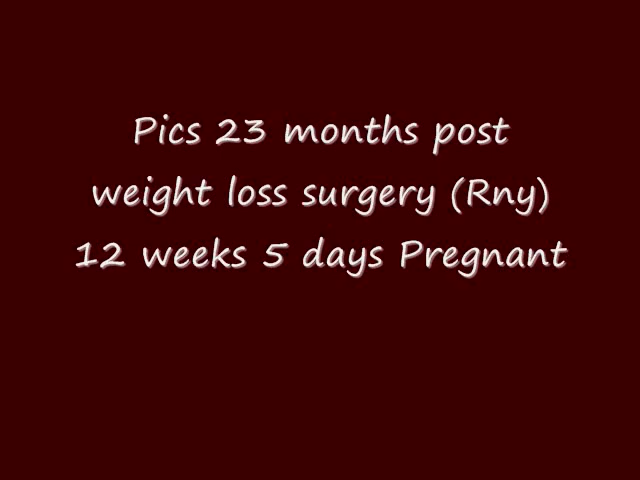 Pics 23 months post
weight loss surgery (Rny)
12 weeks 5 days Pregnant